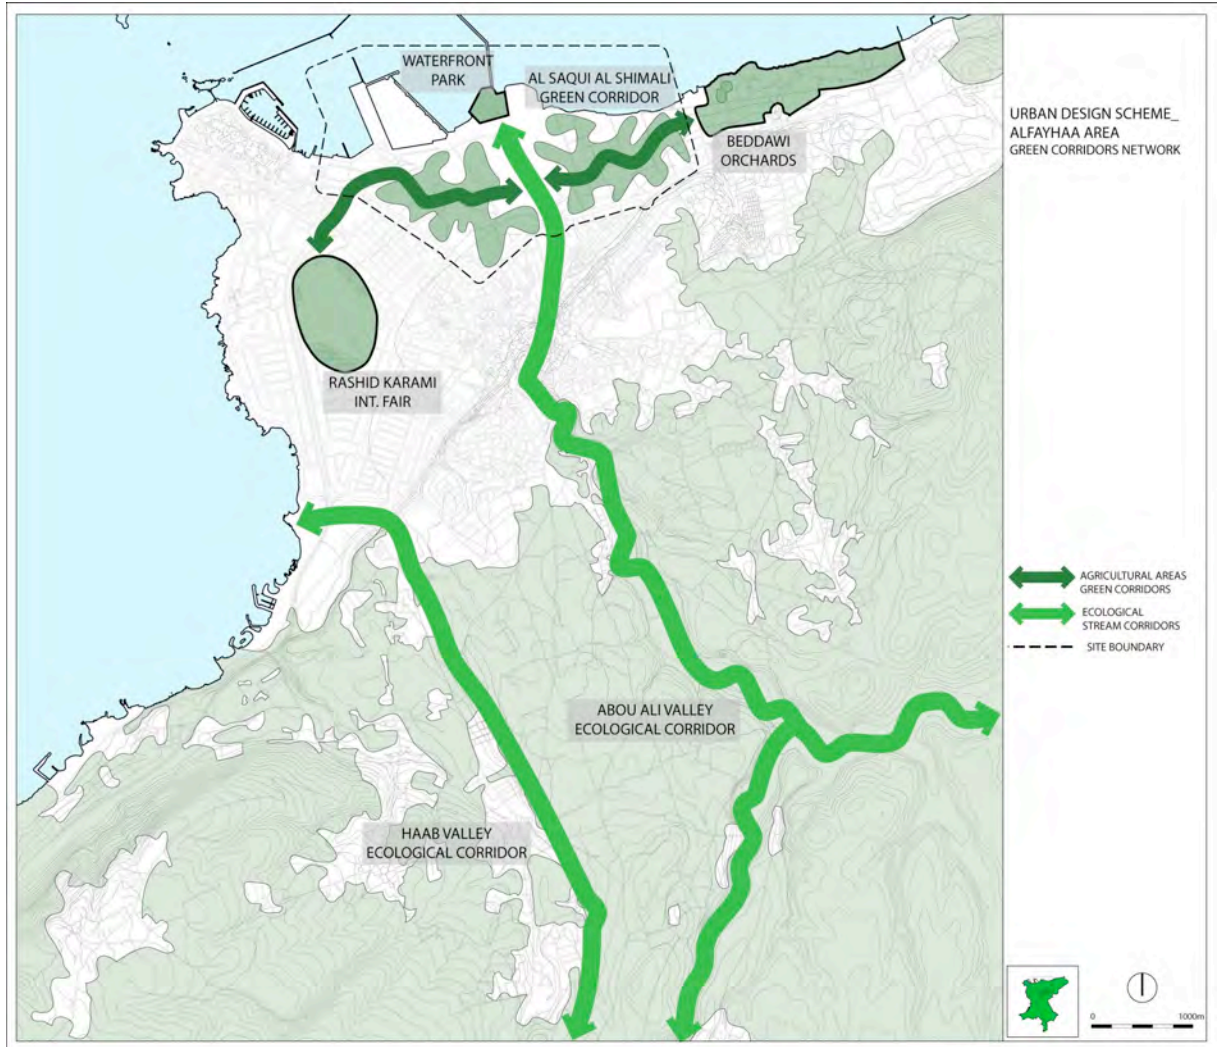 WATERFRONT
PARK
AL SAQUI AL SHIMALI
GREEN CORRIDOR
BEDDAWI
ORCHARDS
URBAN DESIGN SCHEME_
ALFAYHAA AREA
GREEN CORRIDORS NETWORK
RASHID KARAMI
INT. FAIR
AGRICULTURAL AREAS
GREEN CORRIDORS
ECOLOGICAL
STREAM CORRIDORS
SITE BOUNDARY
ABOU ALI VALLEY
ECOLOGICAL CORRIDOR
HAAB VALLEY
ECOLOGICAL CORRIDOR
0 1000m